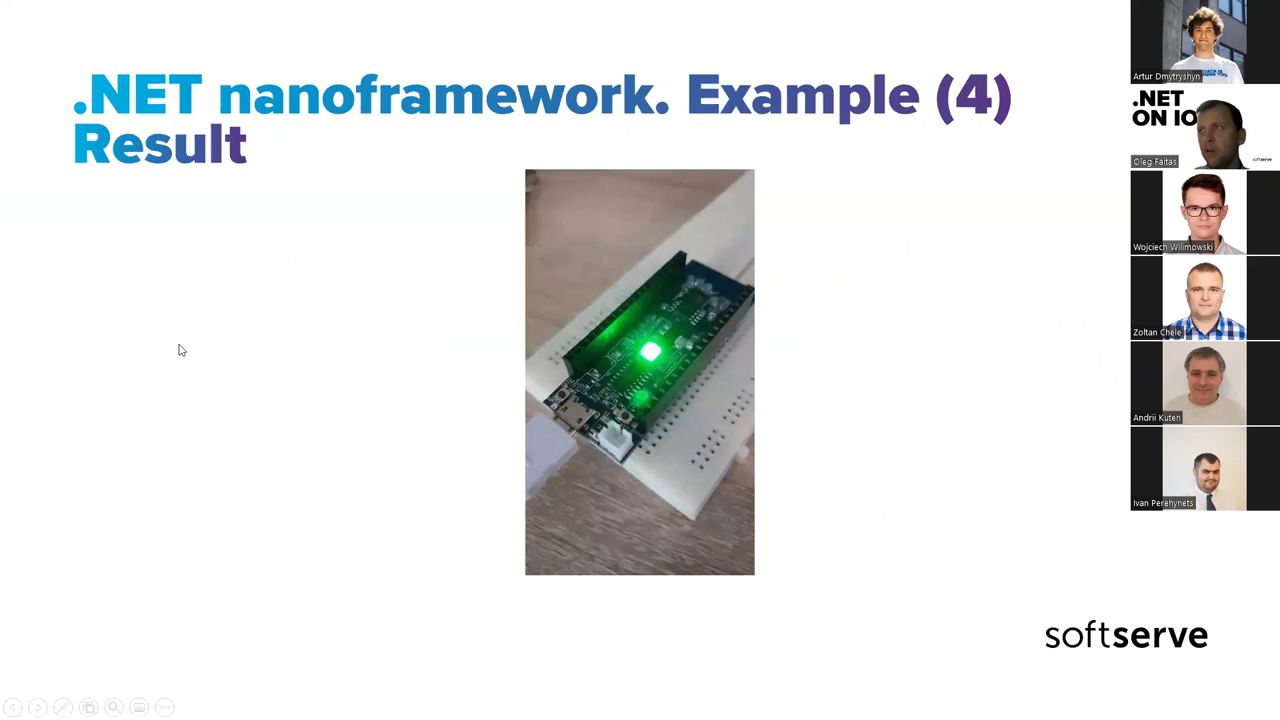 .NET nanoframework. Example (4)
Result
Artur Dmytryshyn
.NET
ON IO
softserve
Oleg Faitas
Wojciech Wilimowski
Zoltan Chele
Andrii Kuten
Ivan Perehynets
softserve